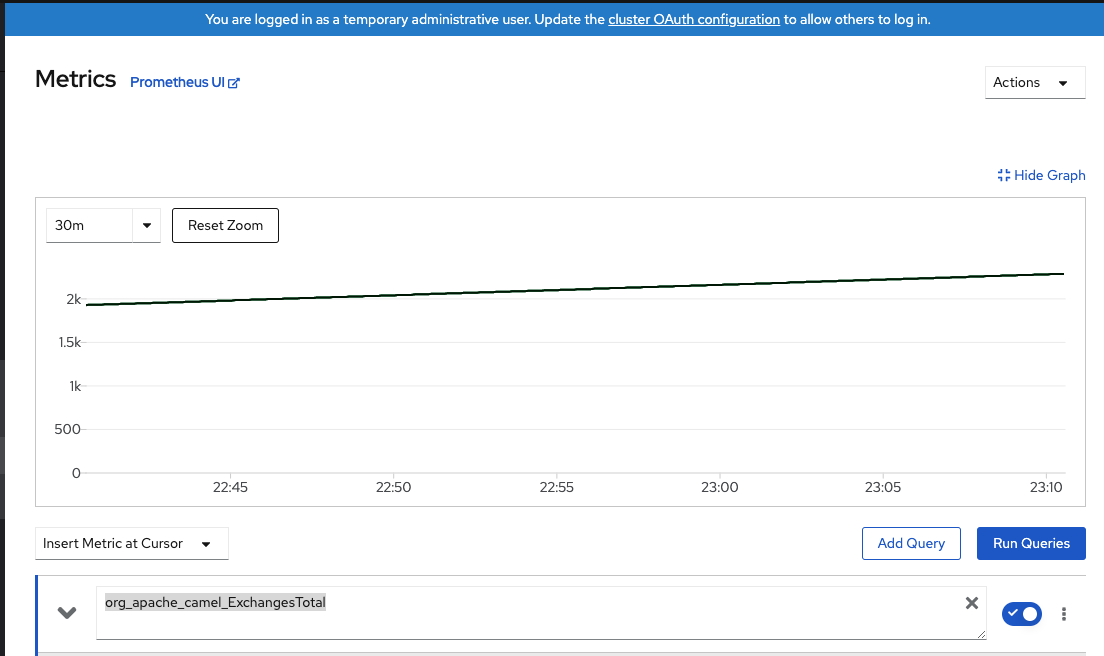 You are logged in as a temporary administrative user. Update the cluster OAuth configuration to allow others to log in.
Metrics Prometheus UI
Actions
Hide Graph
30m Reset Zoom
2k
1.5k
1k
500
0
22:45 22:50 22:55 23:00 23:05 23:10
Insert Metric at Cursor Add Query Run Queries
org_apache_camel_ExchangesTotal